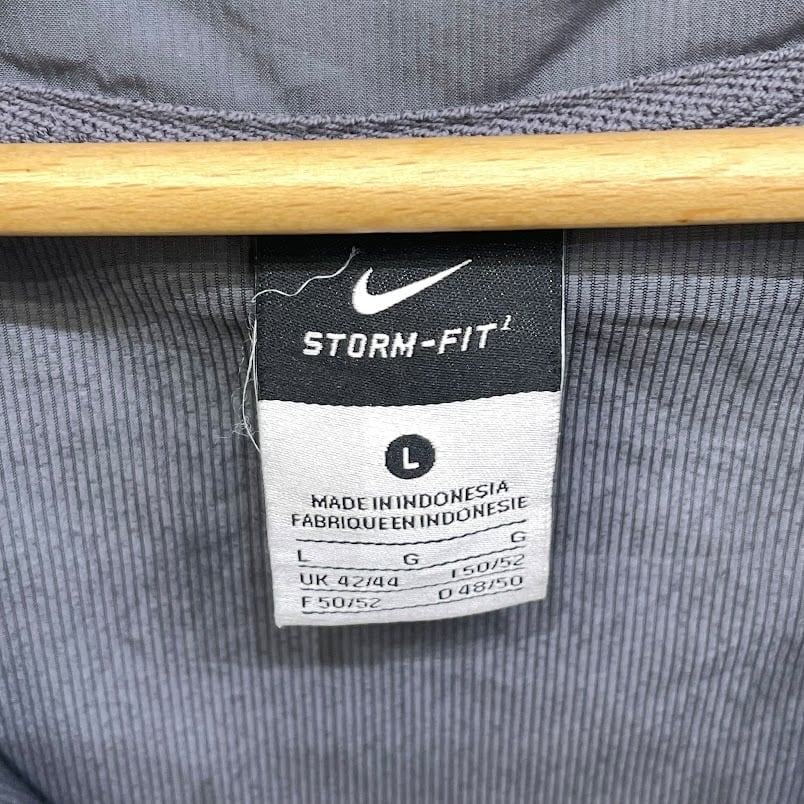 STORM-FIT¹
L
MADE IN INDONESIA
FABRIQUE EN INDONESIE
L G G
UK 42/44 I 50/52
F 50/52 D 48/50